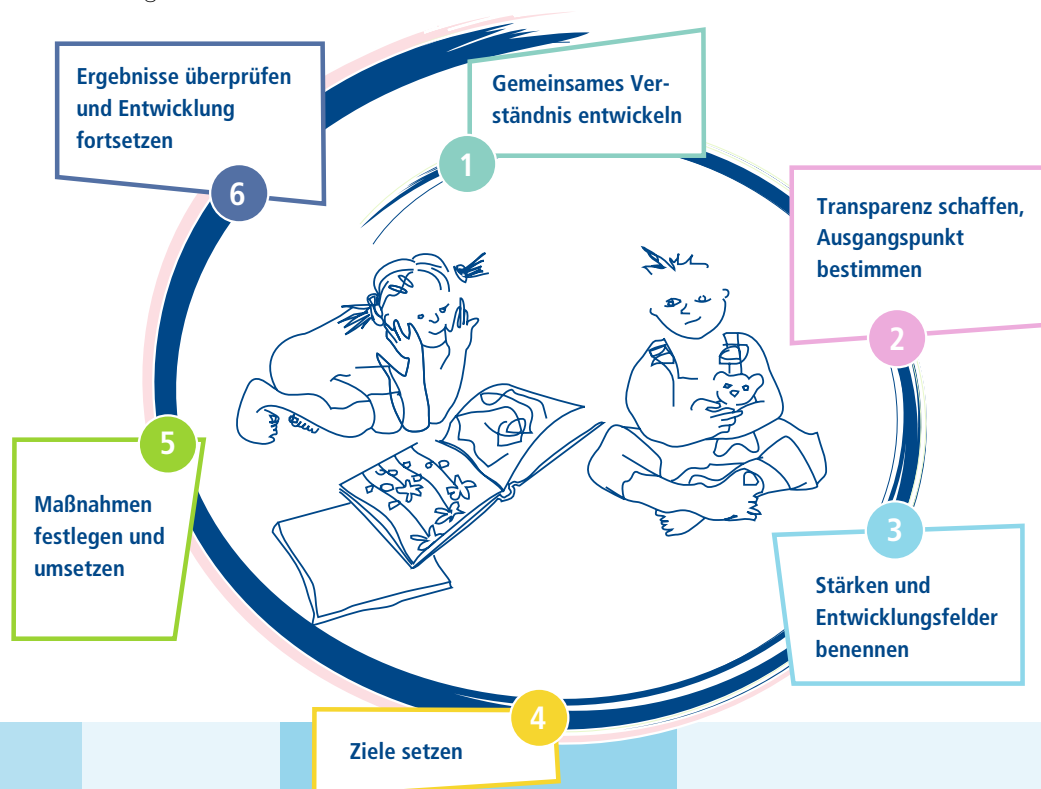 1
Gemeinsames Ver-
ständnis entwickeln
2
Transparenz schaffen,
Ausgangspunkt
bestimmen
3
Stärken und
Entwicklungsfelder
benennen
4
Ziele setzen
5
Maßnahmen
festlegen und
umsetzen
6
Ergebnisse überprüfen
und Entwicklung
fortsetzen